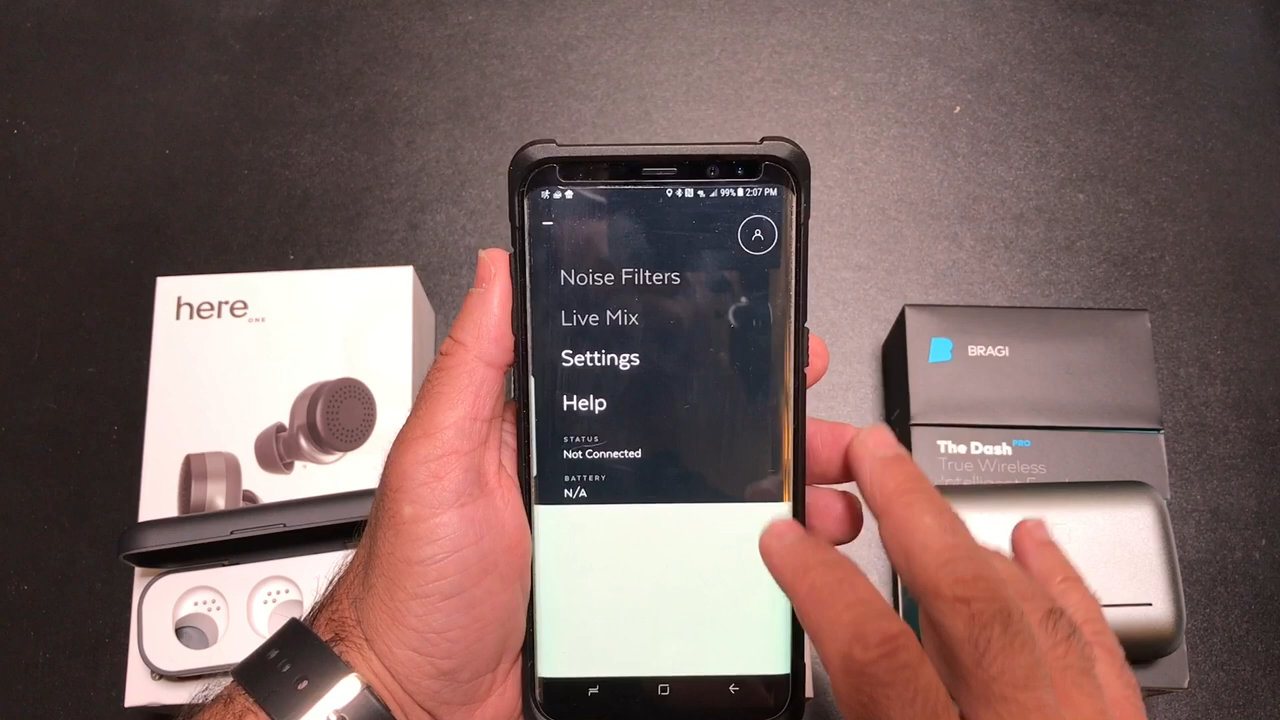 99% 2:07 PM
Noise Filters
Live Mix
Settings
Help
STATUS
Not Connected
BATTERY
N/A
here ONE
BRAGI
The Dash PRO
True Wireless